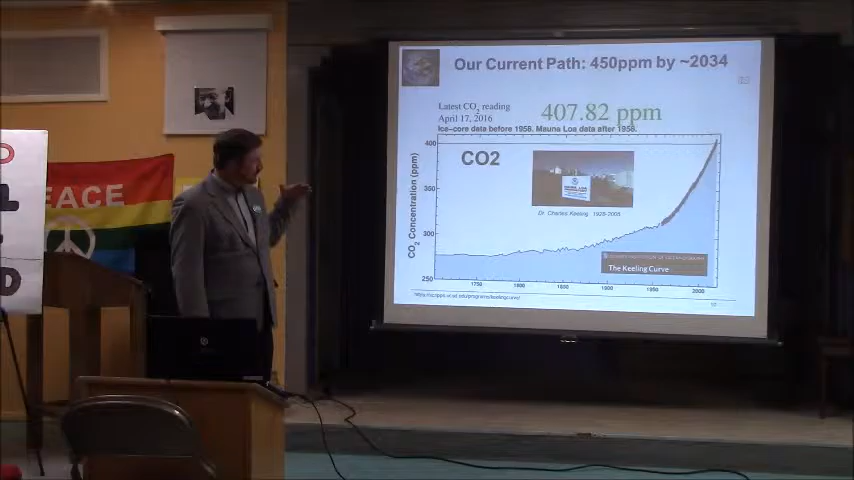 Our Current Path: 450ppm by ~2034
Latest CO2 reading
April 17, 2016
407.82 ppm
Ice-core data before 1958. Mauna Loa data after 1958.
CO2
CO2 Concentration (ppm)
400
350
300
250
Dr. Charles Keeling 1928-2005
The Keeling Curve
1750
1800
1850
1900
1950
2000
PEACE